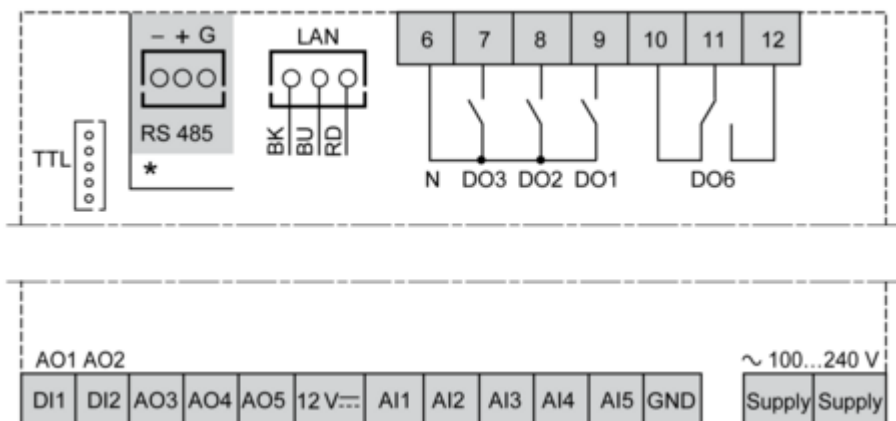 − + G
LAN
6 7 8 9 10 11 12
RS 485
BK BU RD
TTL
*
N DO3 DO2 DO1 DO6
AO1 AO2
~ 100...240 V
DI1 DI2 AO3 AO4 AO5 12 V⎓ AI1 AI2 AI3 AI4 AI5 GND Supply Supply